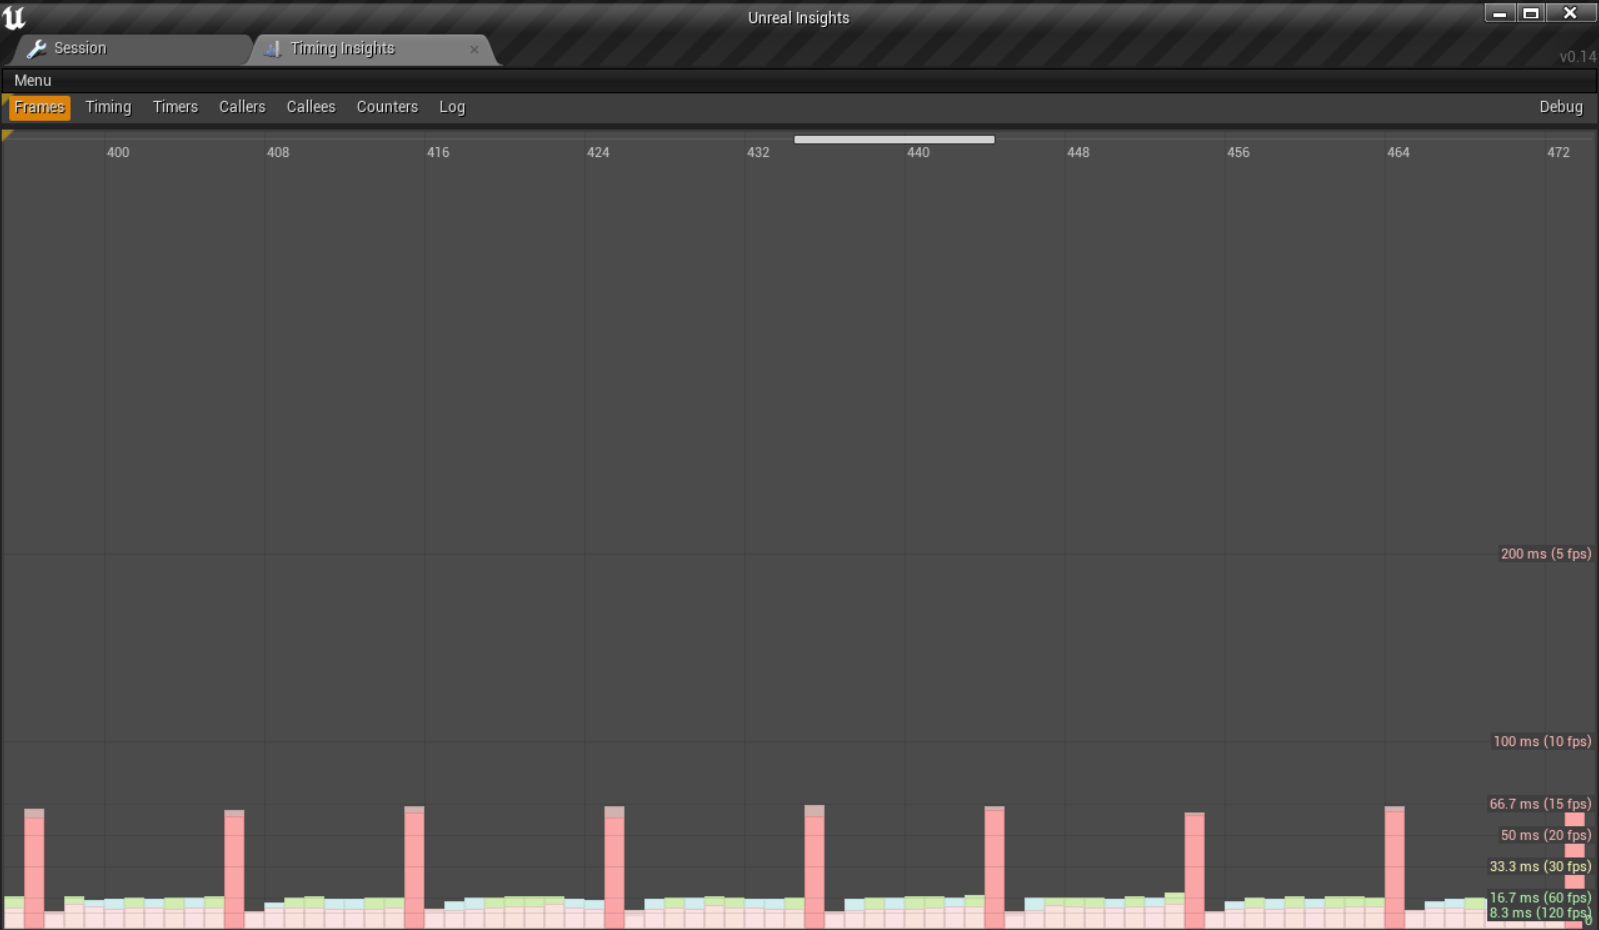 Unreal Insights
Session
Timing Insights
v0.14
Menu
Frames Timing Timers Callers Callees Counters Log Debug
400 408 416 424 432 440 448 456 464 472
200 ms (5 fps)
100 ms (10 fps)
66.7 ms (15 fps)
50 ms (20 fps)
33.3 ms (30 fps)
16.7 ms (60 fps)
8.3 ms (120 fps)
0